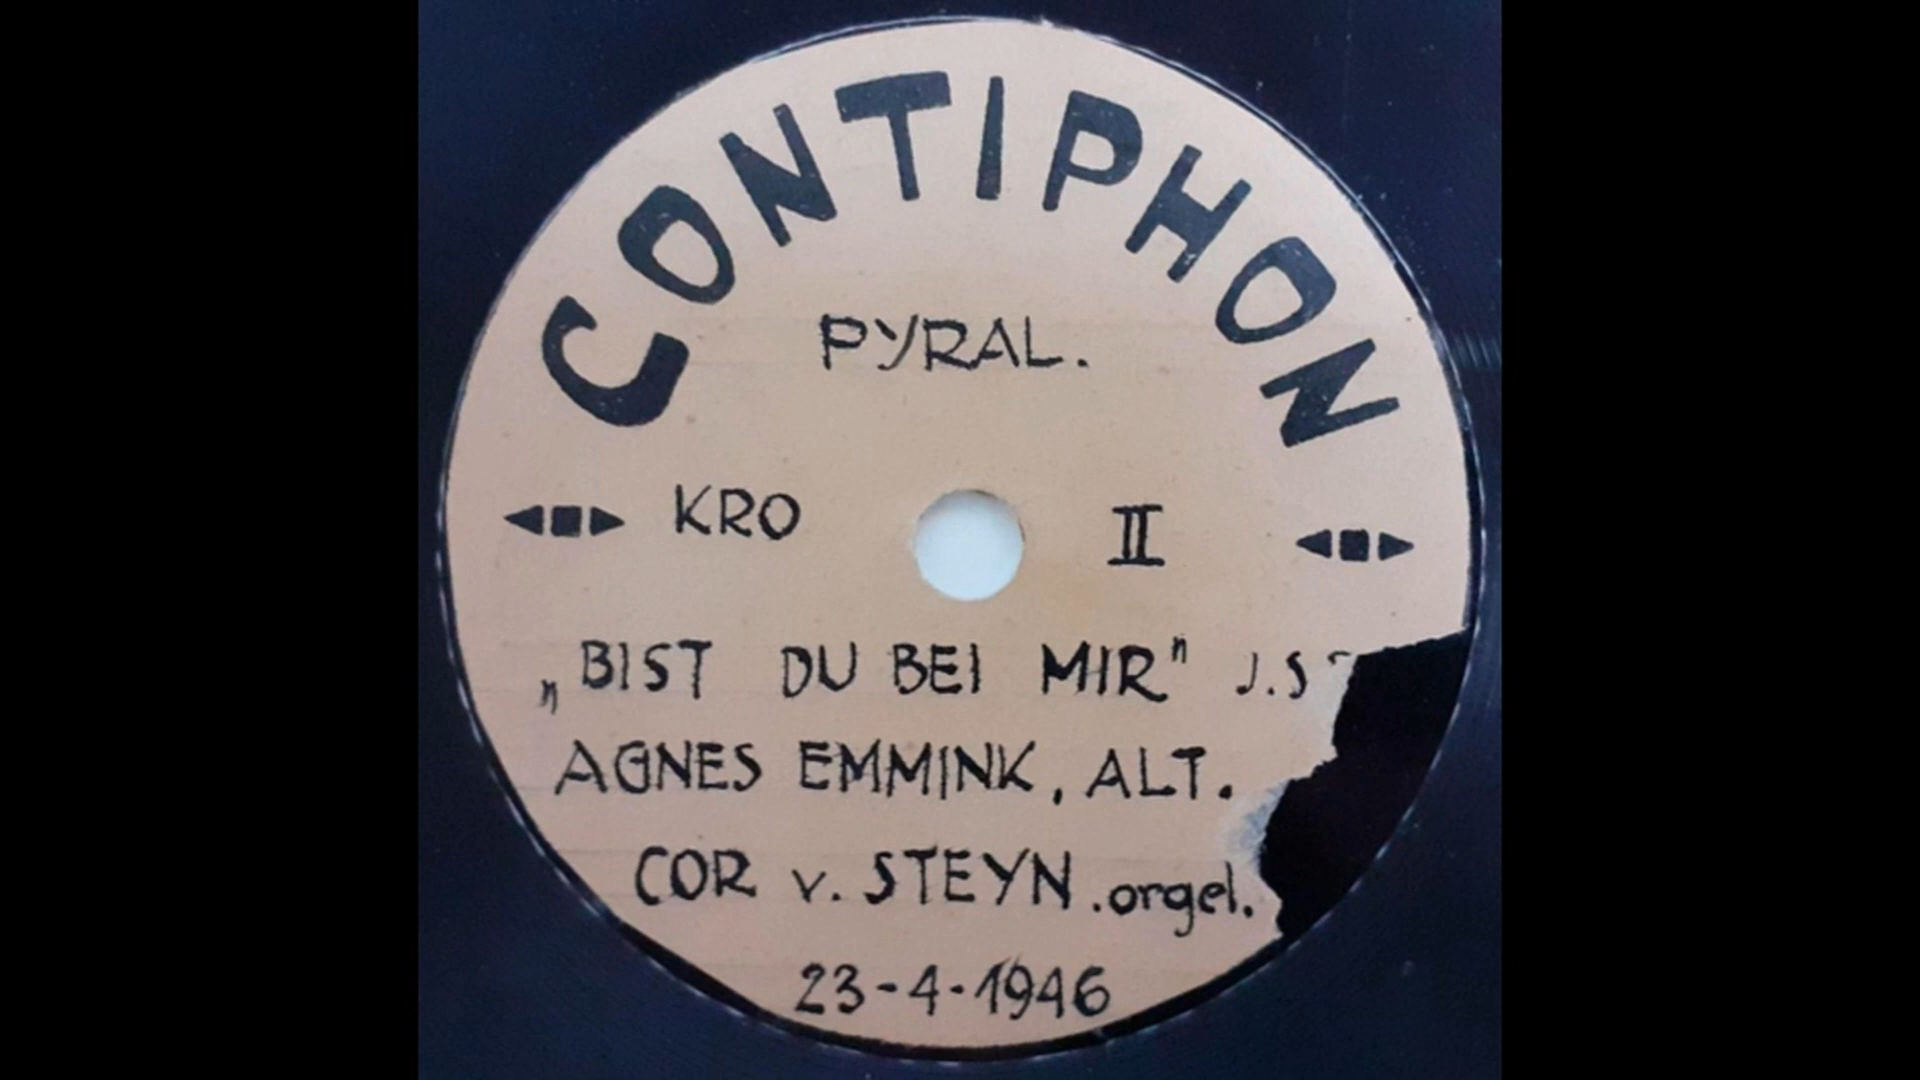 CONTIPHON
PYRAL.
KRO II
„BIST DU BEI MIR" J.S
AGNES EMMINK, ALT.
COR v. STEYN. orgel.
23-4-1946